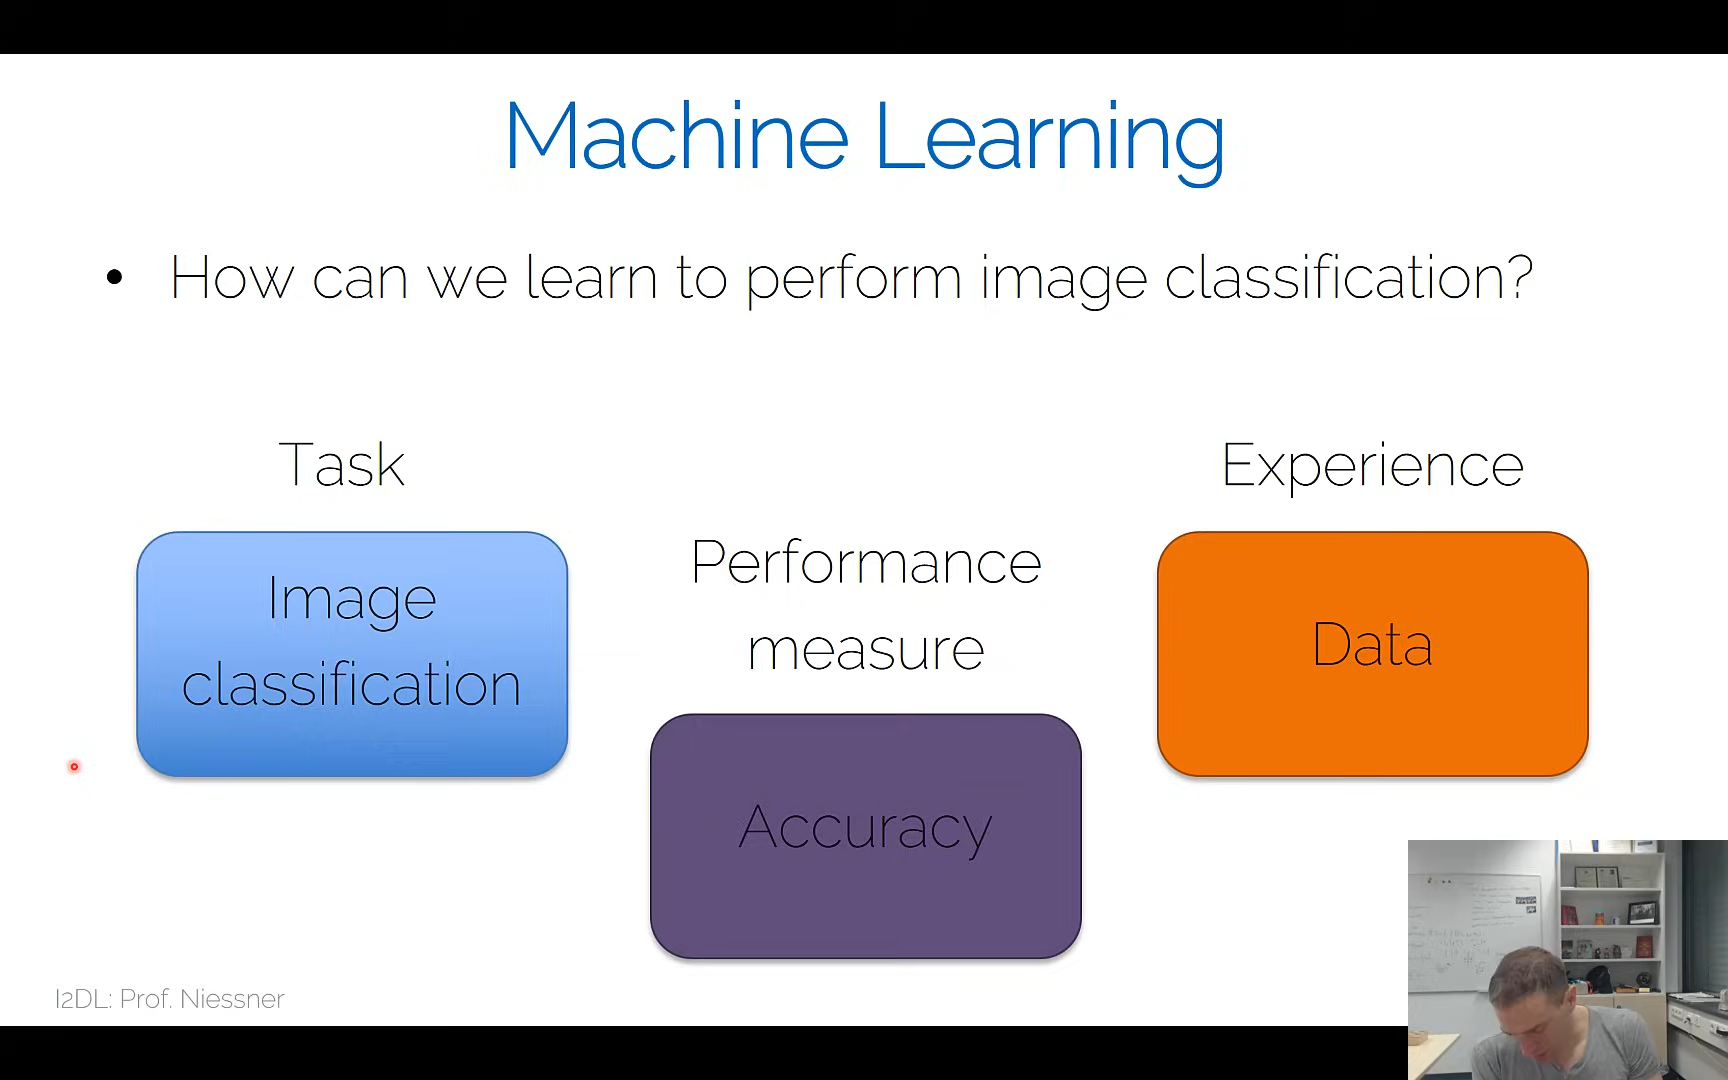 Machine Learning
• How can we learn to perform image classification?
Task
Image
classification
Performance
measure
Accuracy
Experience
Data
I2DL: Prof. Niessner